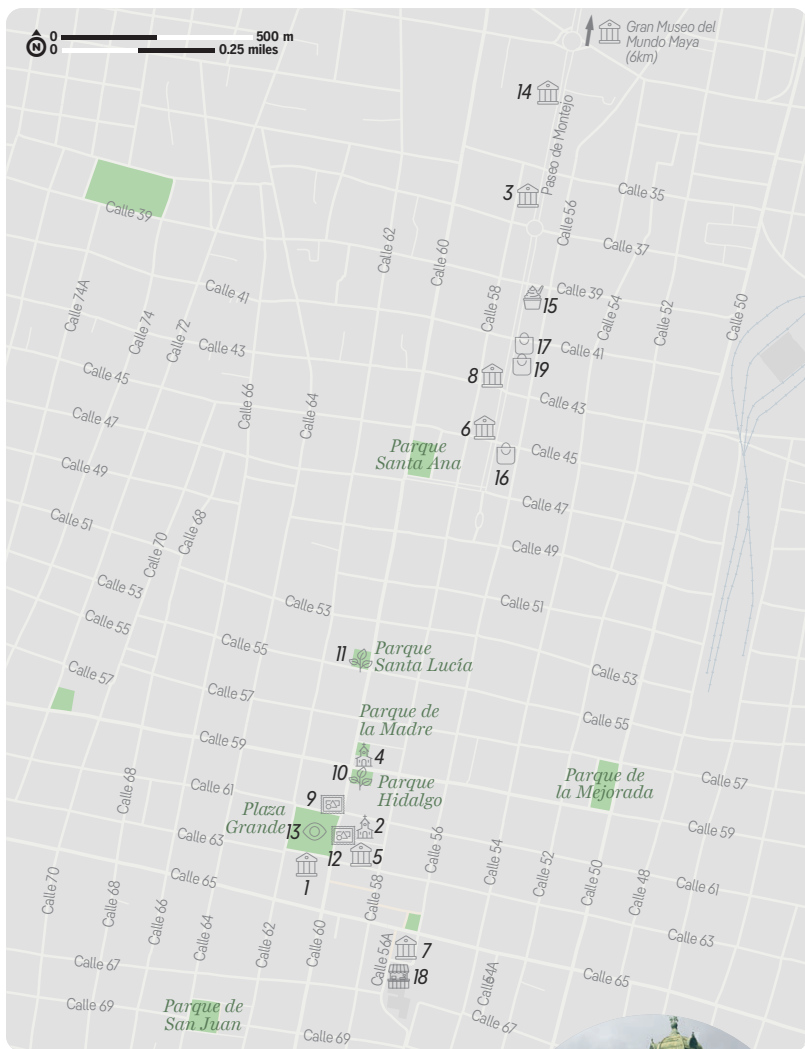 0 500 m
N
0 0.25 miles
Gran Museo del
Mundo Maya
(6km)
14
Paseo de Montejo
3
Calle 35
Calle 39
Calle 56
Calle 62
Calle 60
Calle 37
Calle 74A
Calle 41
Calle 58
Calle 39
15
Calle 54
Calle 52
Calle 50
Calle 74
Calle 72
Calle 43
17
Calle 41
19
8
Calle 45
Calle 66
Calle 64
Calle 43
Calle 47
6
Parque
Santa Ana
Calle 45
16
Calle 49
Calle 47
Calle 51
Calle 68
Calle 70
Calle 49
Calle 53
Calle 53
Calle 51
Calle 55
Calle 55
11
Parque
Santa Lucía
Calle 57
Calle 53
Calle 57
Parque de
la Madre
Calle 55
Calle 59
4
Calle 68
Calle 61
10
Parque
Hidalgo
Parque de
la Mejorada
Calle 57
9
Plaza
Grande
13
2
Calle 59
Calle 63
12
5
Calle 56
Calle 54
Calle 52
Calle 50
Calle 48
Calle 65
1
Calle 61
Calle 70
Calle 68
Calle 66
Calle 64
Calle 62
Calle 60
Calle 58
Calle 63
7
Calle 67
Calle 56A
18
Calle 54A
Calle 65
Calle 69
Parque de
San Juan
Calle 67
Calle 69